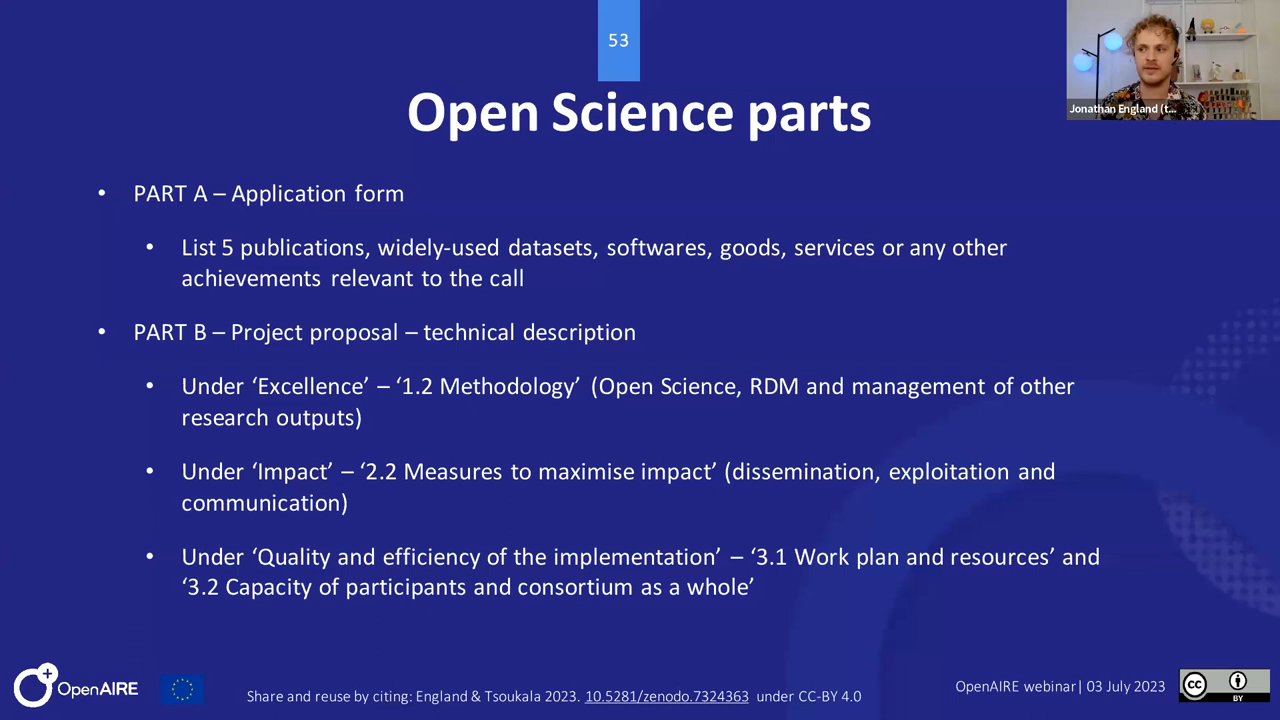 53
Open Science parts
Jonathan England (t...
• PART A – Application form
• List 5 publications, widely-used datasets, softwares, goods, services or any other
achievements relevant to the call
• PART B – Project proposal – technical description
• Under ‘Excellence’ – ‘1.2 Methodology’ (Open Science, RDM and management of other
research outputs)
• Under ‘Impact’ – ‘2.2 Measures to maximise impact’ (dissemination, exploitation and
communication)
• Under ‘Quality and efficiency of the implementation’ – ‘3.1 Work plan and resources’ and
‘3.2 Capacity of participants and consortium as a whole’
OpenAIRE
Share and reuse by citing: England & Tsoukala 2023. 10.5281/zenodo.7324363 under CC-BY 4.0
OpenAIRE webinar| 03 July 2023
CC
BY